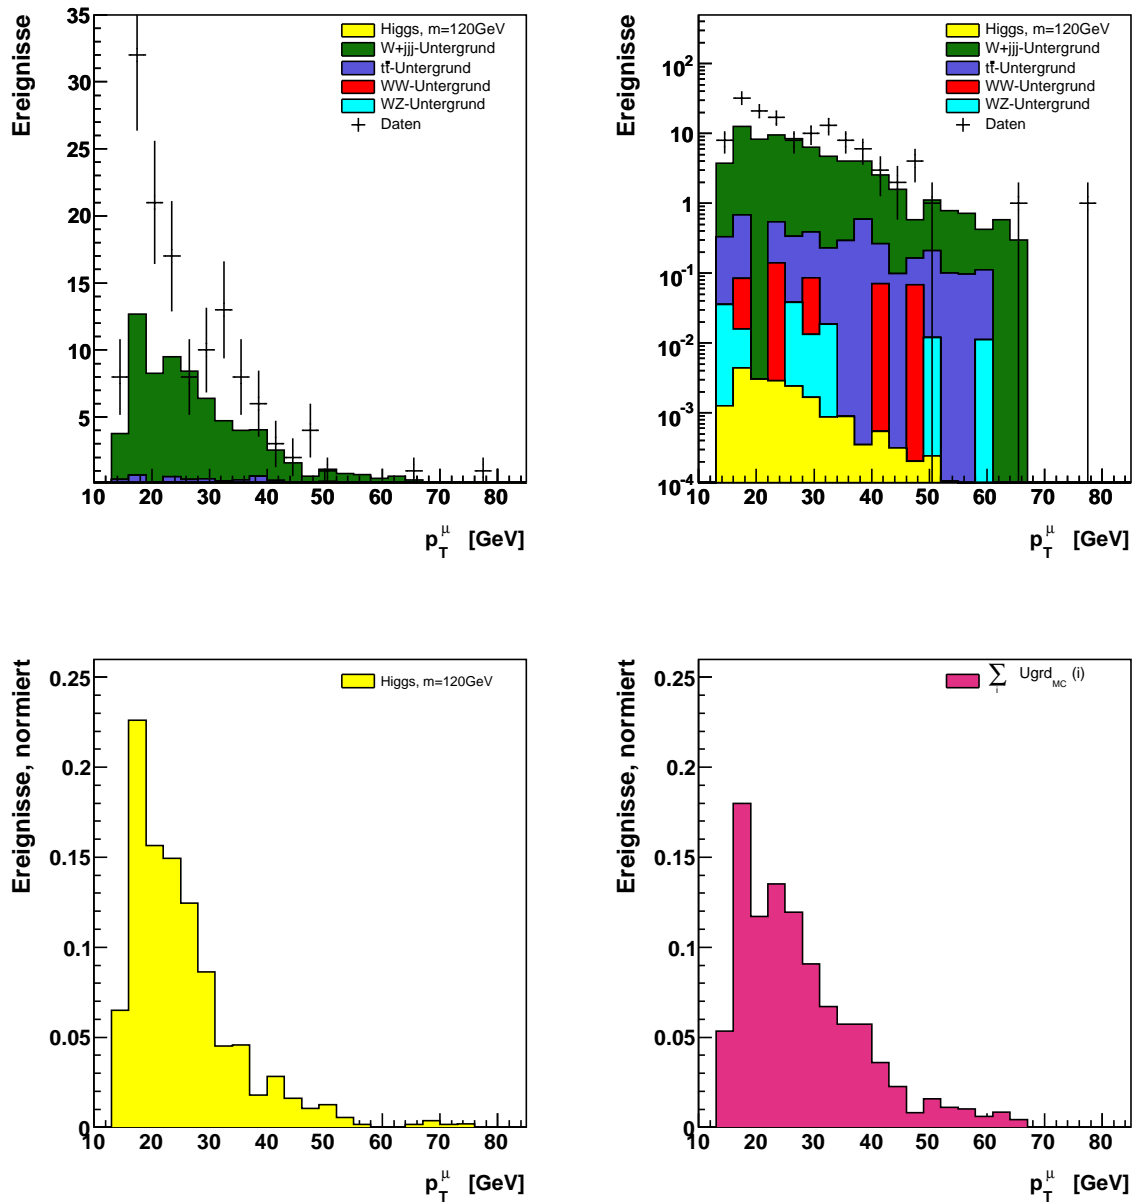 Ereignisse
35
30
25
20
15
10
5
10 20 30 40 50 60 70 80
p_T^μ [GeV]
Higgs, m=120GeV
W+jjj-Untergrund
tt̄-Untergrund
WW-Untergrund
WZ-Untergrund
Daten
Ereignisse
10²
10
1
10⁻¹
10⁻²
10⁻³
10⁻⁴
10 20 30 40 50 60 70 80
p_T^μ [GeV]
Higgs, m=120GeV
W+jjj-Untergrund
tt̄-Untergrund
WW-Untergrund
WZ-Untergrund
Daten
Ereignisse, normiert
0.25
0.2
0.15
0.1
0.05
0
10 20 30 40 50 60 70 80
p_T^μ [GeV]
Higgs, m=120GeV
Ereignisse, normiert
0.25
0.2
0.15
0.1
0.05
0
10 20 30 40 50 60 70 80
p_T^μ [GeV]
∑_i Ugrd_MC (i)